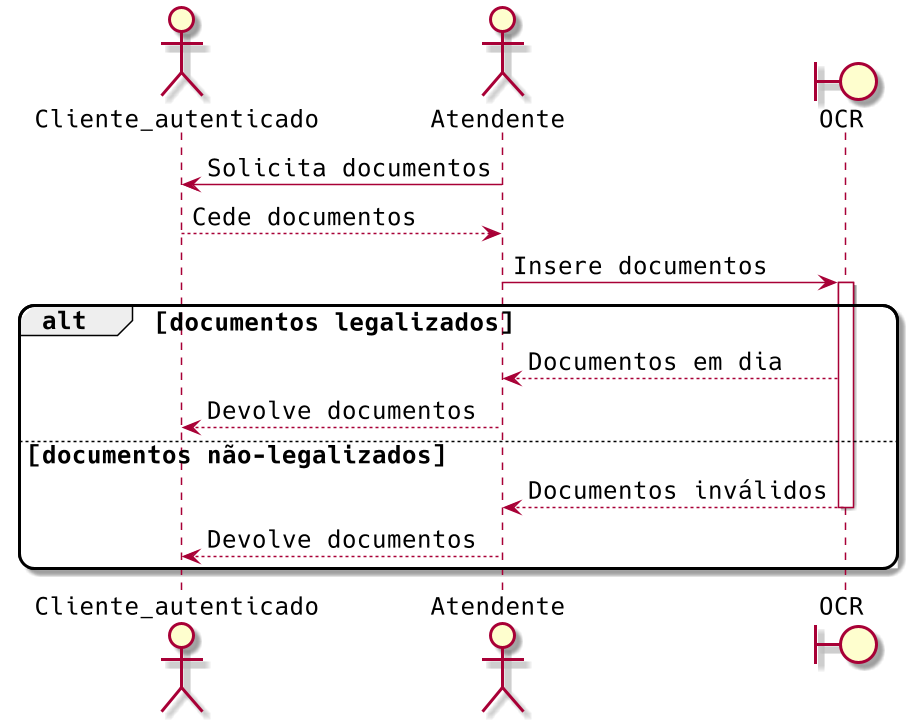 Cliente_autenticado Atendente OCR
Solicita documentos
Cede documentos
Insere documentos
alt [documentos legalizados]
Documentos em dia
Devolve documentos
[documentos não-legalizados]
Documentos inválidos
Devolve documentos
Cliente_autenticado Atendente OCR